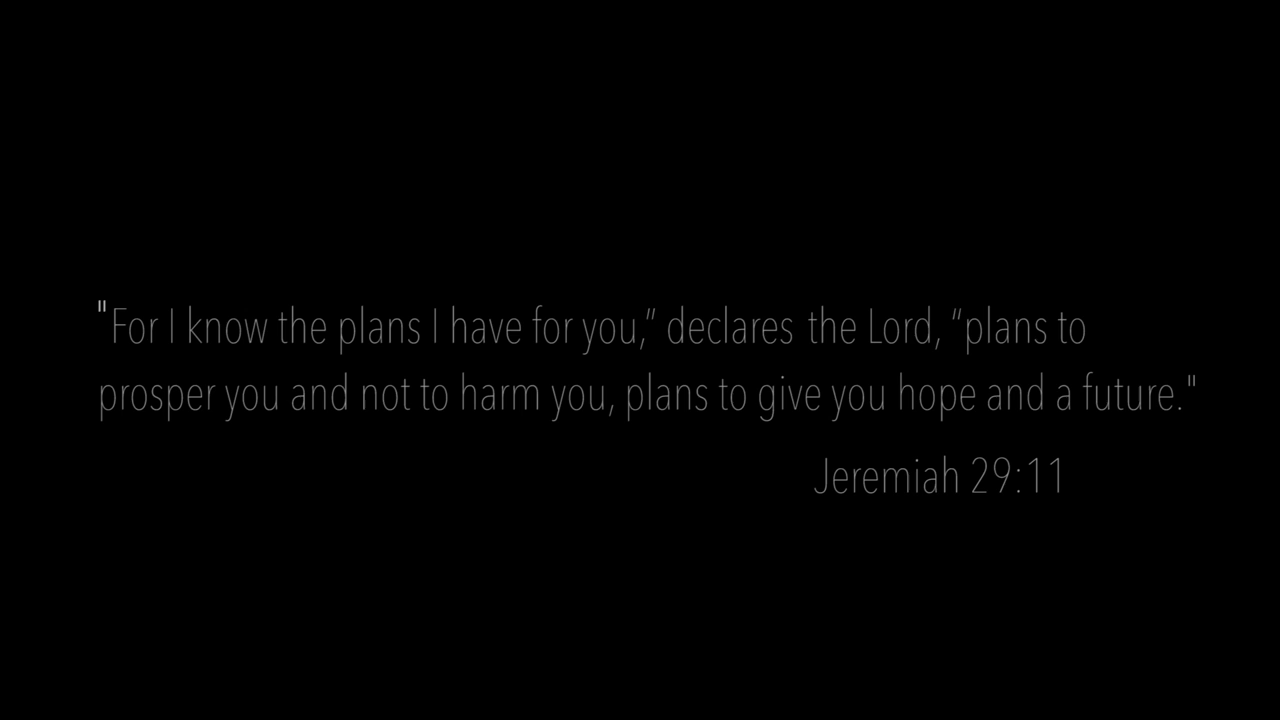 "For I know the plans I have for you,” declares the Lord, “plans to
prosper you and not to harm you, plans to give you hope and a future."
Jeremiah 29:11